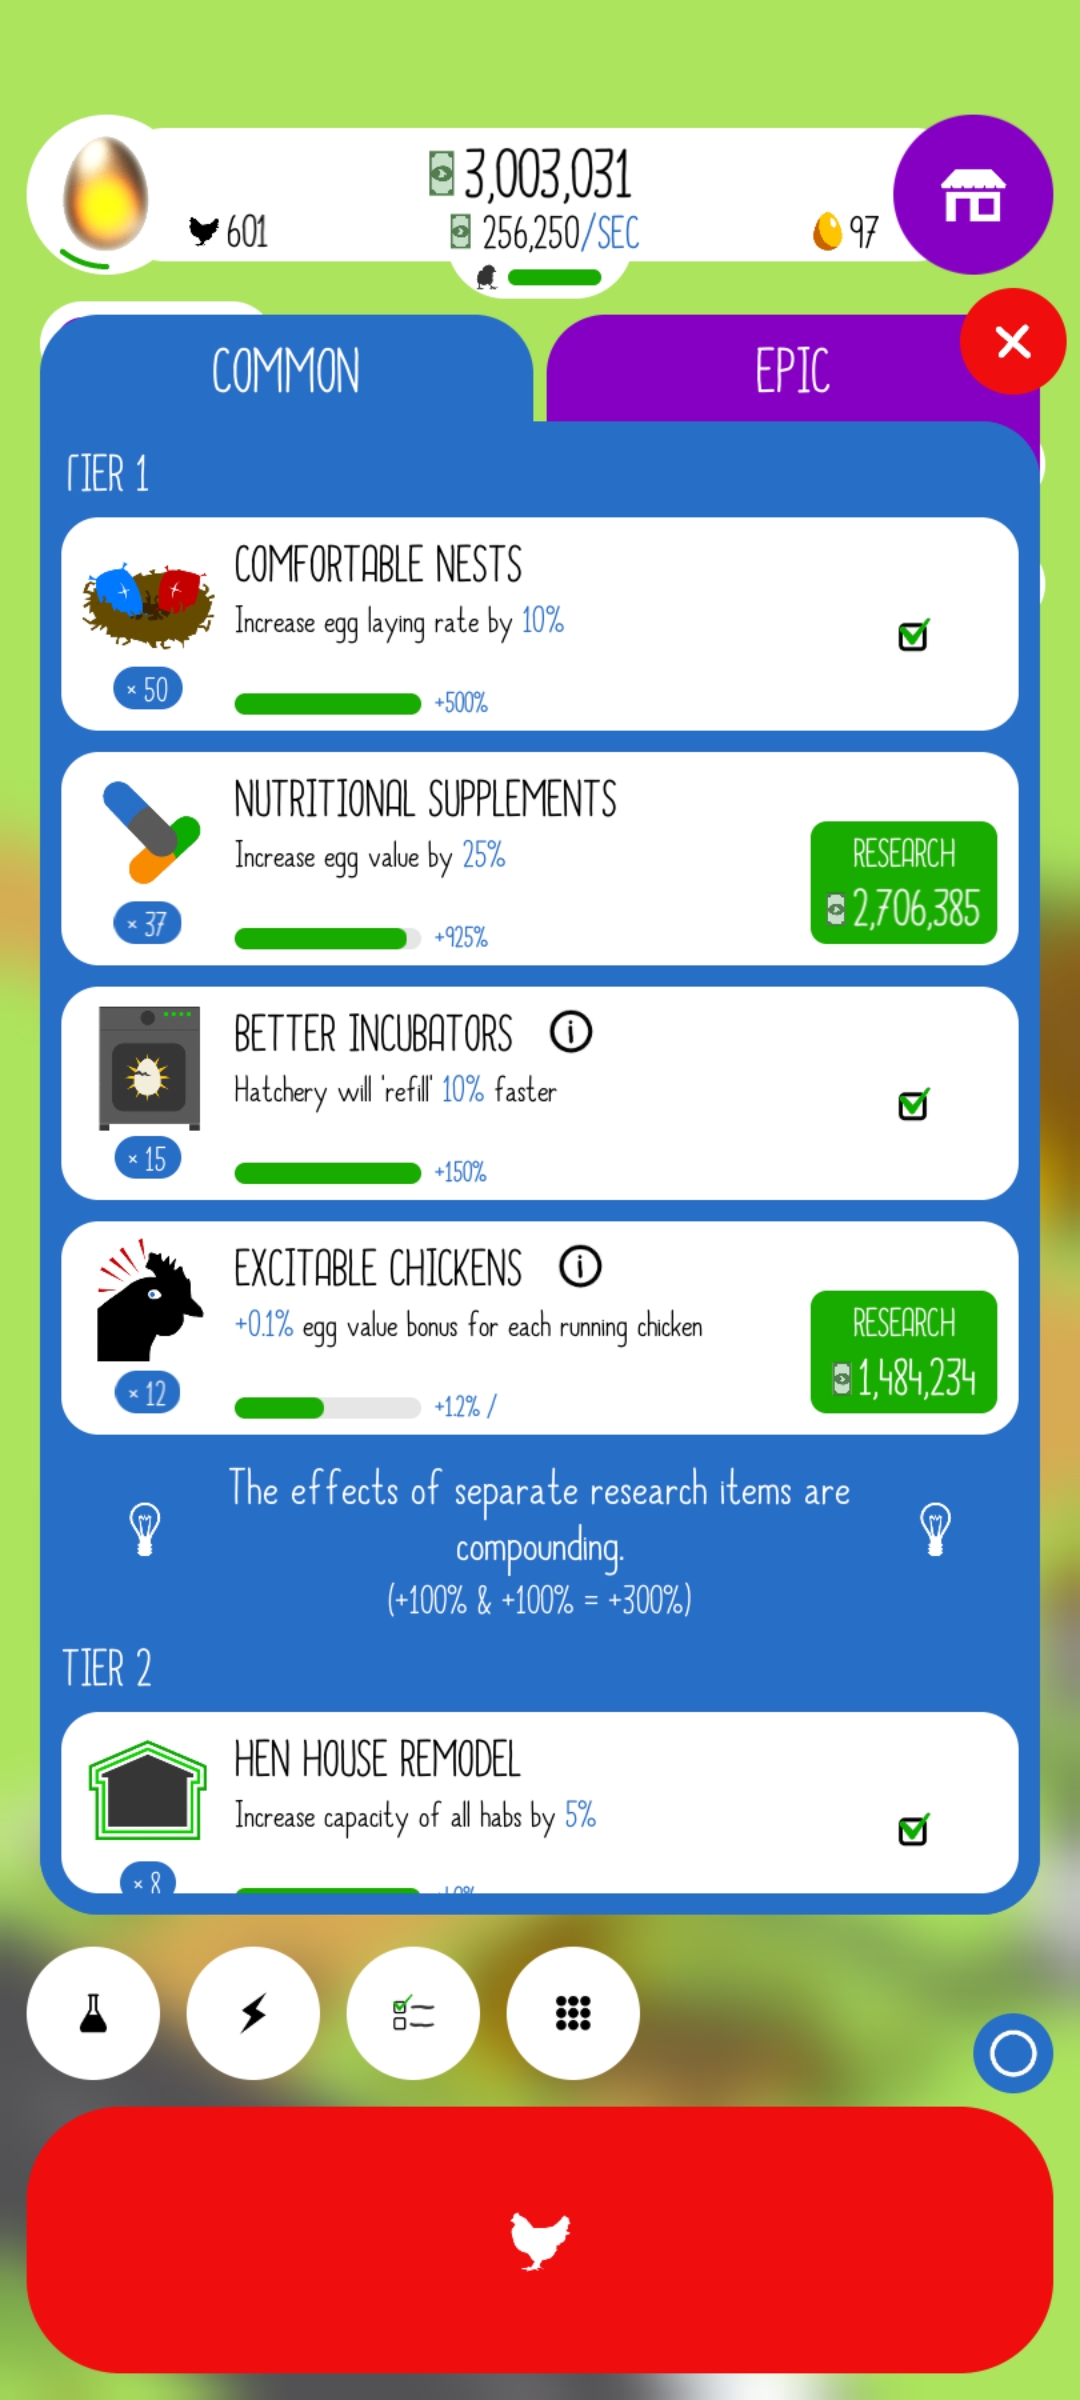 3,003,031
601
256,250/SEC
97
COMMON
EPIC
TIER 1
COMFORTABLE NESTS
Increase egg laying rate by 10%
× 50
+500%
NUTRITIONAL SUPPLEMENTS
Increase egg value by 25%
RESEARCH
2,706,385
× 37
+925%
BETTER INCUBATORS
Hatchery will 'refill' 10% faster
× 15
+150%
EXCITABLE CHICKENS
+0.1% egg value bonus for each running chicken
RESEARCH
1,484,234
× 12
+1.2% /
The effects of separate research items are
compounding.
(+100% & +100% = +300%)
TIER 2
HEN HOUSE REMODEL
Increase capacity of all habs by 5%
× 8